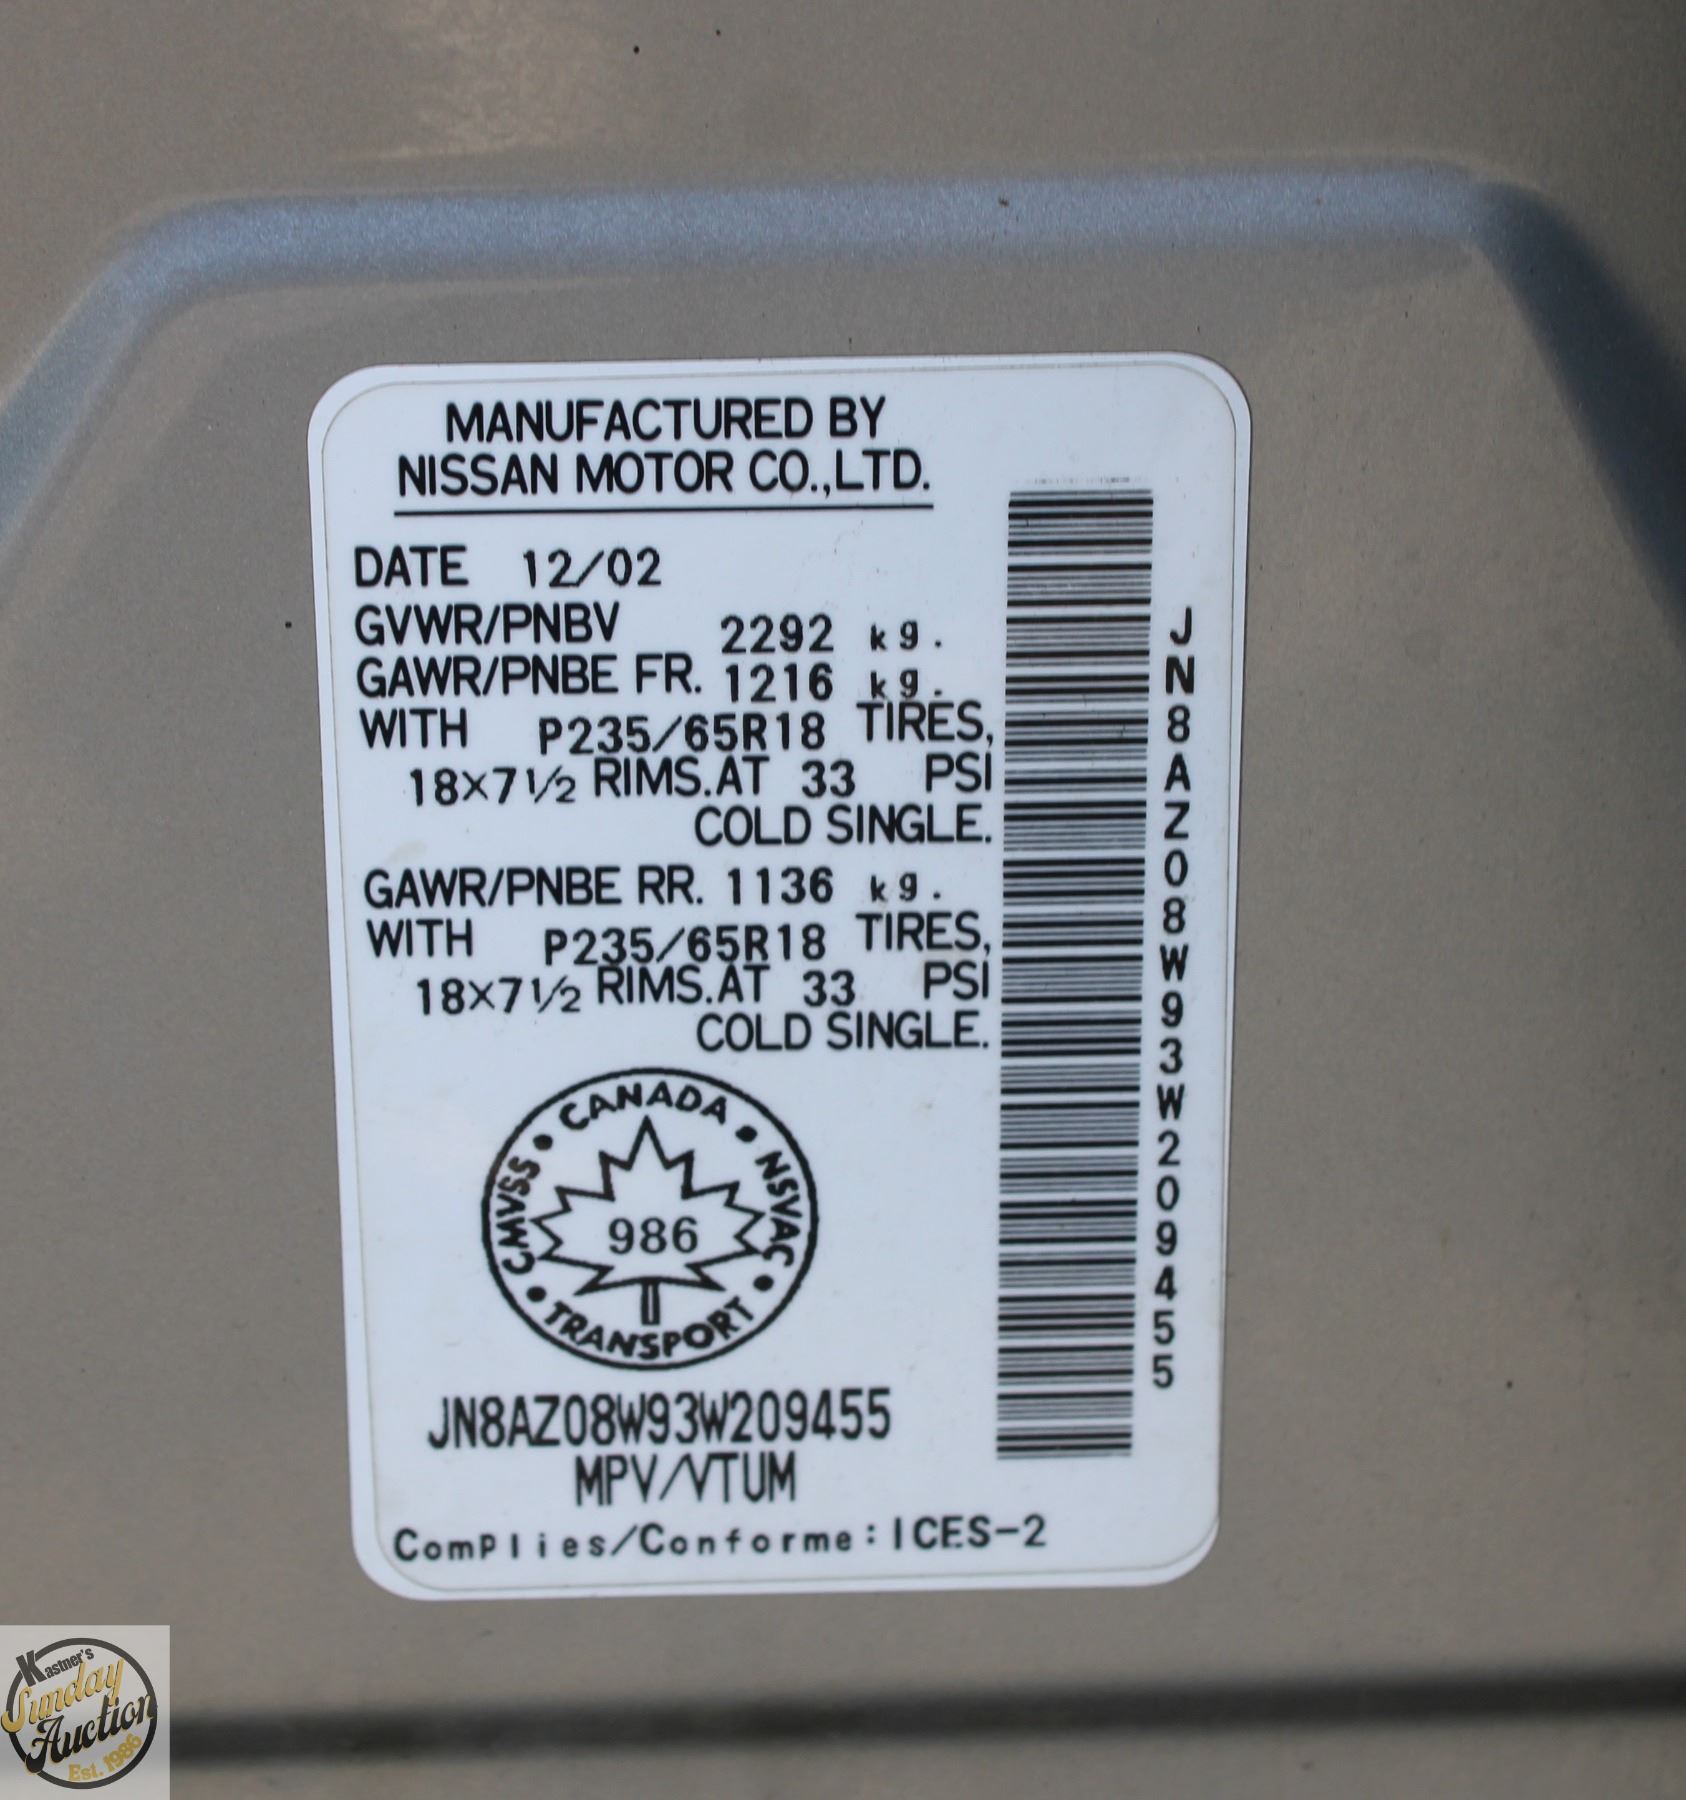 MANUFACTURED BY
NISSAN MOTOR CO.,LTD.
DATE 12/02
GVWR/PNBV 2292 kg.
GAWR/PNBE FR. 1216 kg.
WITH P235/65R18 TIRES,
18×7½ RIMS.AT 33 PSI
COLD SINGLE.
GAWR/PNBE RR. 1136 kg.
WITH P235/65R18 TIRES,
18×7½ RIMS.AT 33 PSI
COLD SINGLE.
CANADA • NSVAC • TRANSPORT • CMVSS •
986
JN8AZ08W93W209455
MPV/VTUM
Complies/Conforme: ICES-2
JN8AZ08W93W209455
Kastner's
Sunday
Auction
Est. 1986